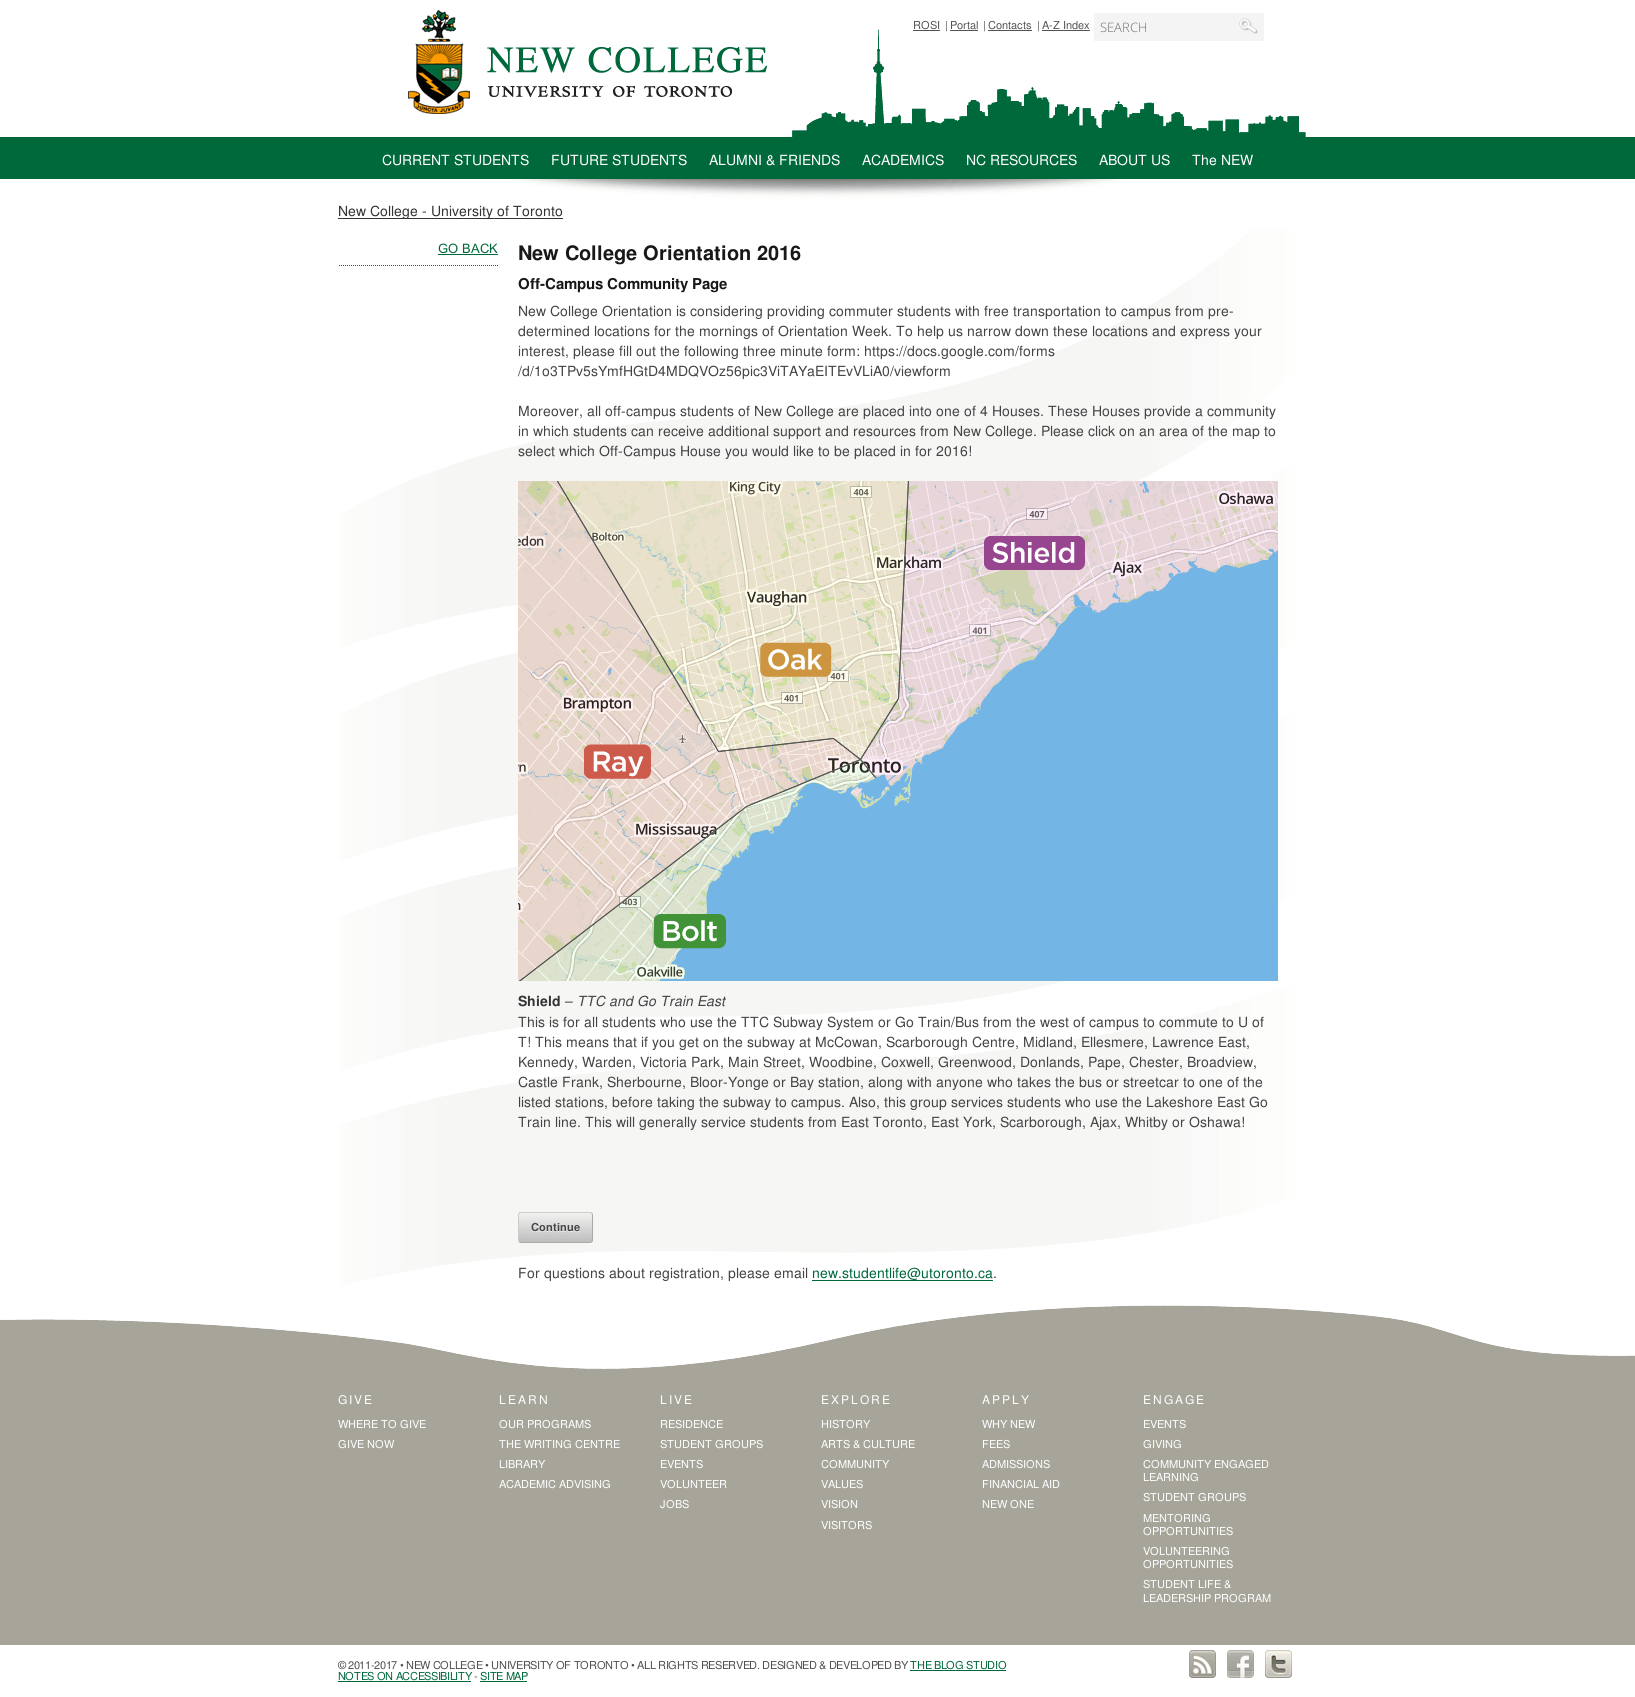 ROSI | Portal | Contacts | A-Z Index SEARCH
NEW COLLEGE
UNIVERSITY OF TORONTO
CURRENT STUDENTS FUTURE STUDENTS ALUMNI & FRIENDS ACADEMICS NC RESOURCES ABOUT US The NEW
New College - University of Toronto
GO BACK
New College Orientation 2016
Off-Campus Community Page
New College Orientation is considering providing commuter students with free transportation to campus from pre-
determined locations for the mornings of Orientation Week. To help us narrow down these locations and express your
interest, please fill out the following three minute form: https://docs.google.com/forms
/d/1o3TPv5sYmfHGtD4MDQVOz56pic3ViTAYaEITEvVLiA0/viewform
Moreover, all off-campus students of New College are placed into one of 4 Houses. These Houses provide a community
in which students can receive additional support and resources from New College. Please click on an area of the map to
select which Off-Campus House you would like to be placed in for 2016!
King City
404
Oshawa
407
Bolton
edon
Shield
Markham
Ajax
Vaughan
401
Oak
401
401
Brampton
Ray
Toronto
n
Mississauga
403
n
Bolt
Oakville
Shield – TTC and Go Train East
This is for all students who use the TTC Subway System or Go Train/Bus from the west of campus to commute to U of
T! This means that if you get on the subway at McCowan, Scarborough Centre, Midland, Ellesmere, Lawrence East,
Kennedy, Warden, Victoria Park, Main Street, Woodbine, Coxwell, Greenwood, Donlands, Pape, Chester, Broadview,
Castle Frank, Sherbourne, Bloor-Yonge or Bay station, along with anyone who takes the bus or streetcar to one of the
listed stations, before taking the subway to campus. Also, this group services students who use the Lakeshore East Go
Train line. This will generally service students from East Toronto, East York, Scarborough, Ajax, Whitby or Oshawa!
Continue
For questions about registration, please email new.studentlife@utoronto.ca.
GIVE
WHERE TO GIVE
GIVE NOW
LEARN
OUR PROGRAMS
THE WRITING CENTRE
LIBRARY
ACADEMIC ADVISING
LIVE
RESIDENCE
STUDENT GROUPS
EVENTS
VOLUNTEER
JOBS
EXPLORE
HISTORY
ARTS & CULTURE
COMMUNITY
VALUES
VISION
VISITORS
APPLY
WHY NEW
FEES
ADMISSIONS
FINANCIAL AID
NEW ONE
ENGAGE
EVENTS
GIVING
COMMUNITY ENGAGED
LEARNING
STUDENT GROUPS
MENTORING
OPPORTUNITIES
VOLUNTEERING
OPPORTUNITIES
STUDENT LIFE &
LEADERSHIP PROGRAM
© 2011-2017 • NEW COLLEGE • UNIVERSITY OF TORONTO • ALL RIGHTS RESERVED. DESIGNED & DEVELOPED BY THE BLOG STUDIO
NOTES ON ACCESSIBILITY - SITE MAP